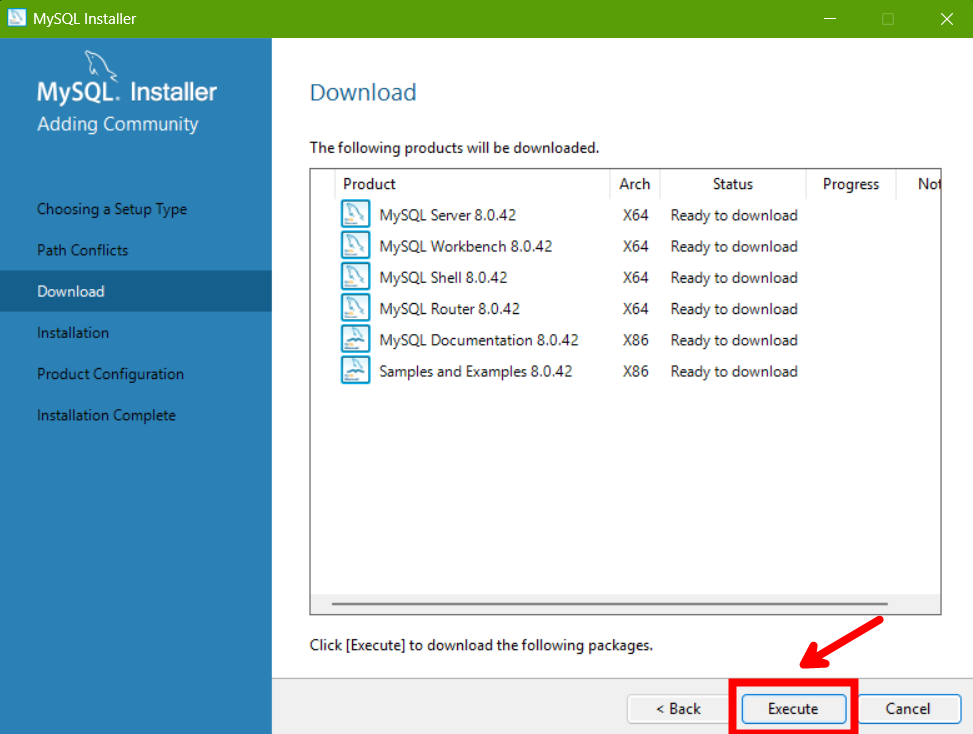 MySQL Installer
MySQL. Installer
Adding Community
Choosing a Setup Type
Path Conflicts
Download
Installation
Product Configuration
Installation Complete
Download
The following products will be downloaded.
Product Arch Status Progress Not
MySQL Server 8.0.42 X64 Ready to download
MySQL Workbench 8.0.42 X64 Ready to download
MySQL Shell 8.0.42 X64 Ready to download
MySQL Router 8.0.42 X64 Ready to download
MySQL Documentation 8.0.42 X86 Ready to download
Samples and Examples 8.0.42 X86 Ready to download
Click [Execute] to download the following packages.
< Back Execute Cancel